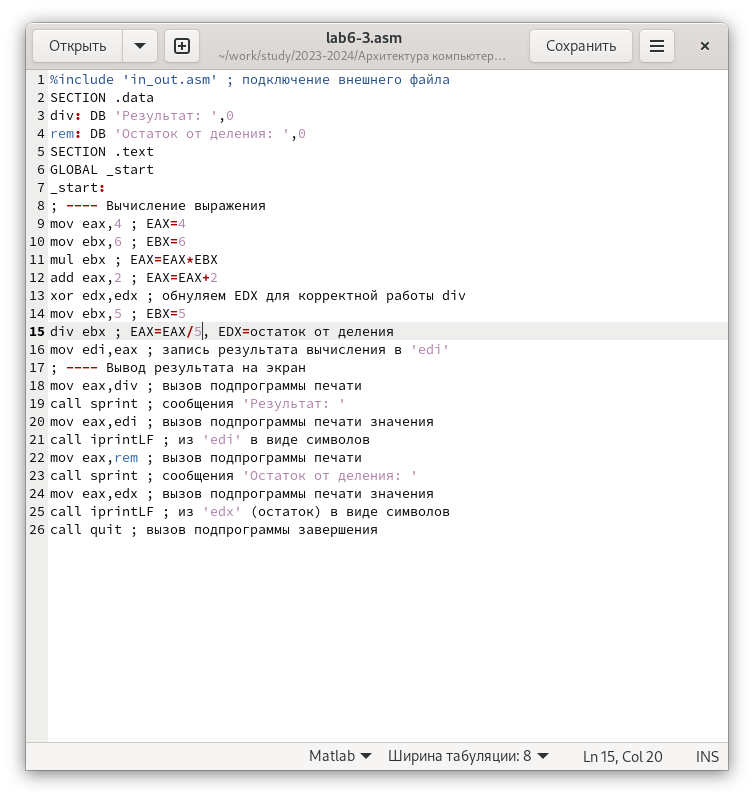 Открыть
lab6-3.asm
~/work/study/2023-2024/Архитектура компьютер...
Сохранить
1 %include 'in_out.asm' ; подключение внешнего файла
2 SECTION .data
3 div: DB 'Результат: ',0
4 rem: DB 'Остаток от деления: ',0
5 SECTION .text
6 GLOBAL _start
7 _start:
8 ; ---- Вычисление выражения
9 mov eax,4 ; EAX=4
10 mov ebx,6 ; EBX=6
11 mul ebx ; EAX=EAX*EBX
12 add eax,2 ; EAX=EAX+2
13 xor edx,edx ; обнуляем EDX для корректной работы div
14 mov ebx,5 ; EBX=5
15 div ebx ; EAX=EAX/5, EDX=остаток от деления
16 mov edi,eax ; запись результата вычисления в 'edi'
17 ; ---- Вывод результата на экран
18 mov eax,div ; вызов подпрограммы печати
19 call sprint ; сообщения 'Результат: '
20 mov eax,edi ; вызов подпрограммы печати значения
21 call iprintLF ; из 'edi' в виде символов
22 mov eax,rem ; вызов подпрограммы печати
23 call sprint ; сообщения 'Остаток от деления: '
24 mov eax,edx ; вызов подпрограммы печати значения
25 call iprintLF ; из 'edx' (остаток) в виде символов
26 call quit ; вызов подпрограммы завершения
Matlab Ширина табуляции: 8 Ln 15, Col 20 INS